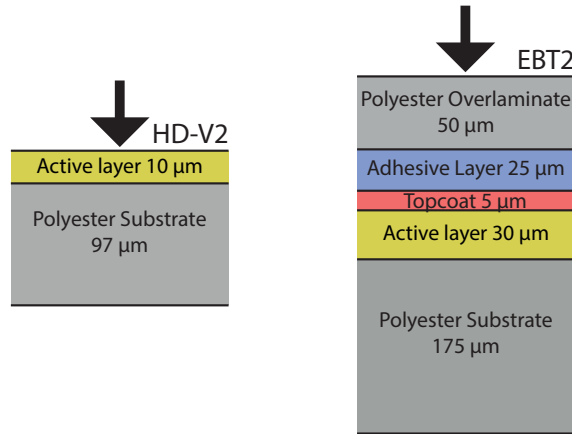 HD-V2
Active layer 10 µm
Polyester Substrate
97 µm
EBT2
Polyester Overlaminate
50 µm
Adhesive Layer 25 µm
Topcoat 5 µm
Active layer 30 µm
Polyester Substrate
175 µm